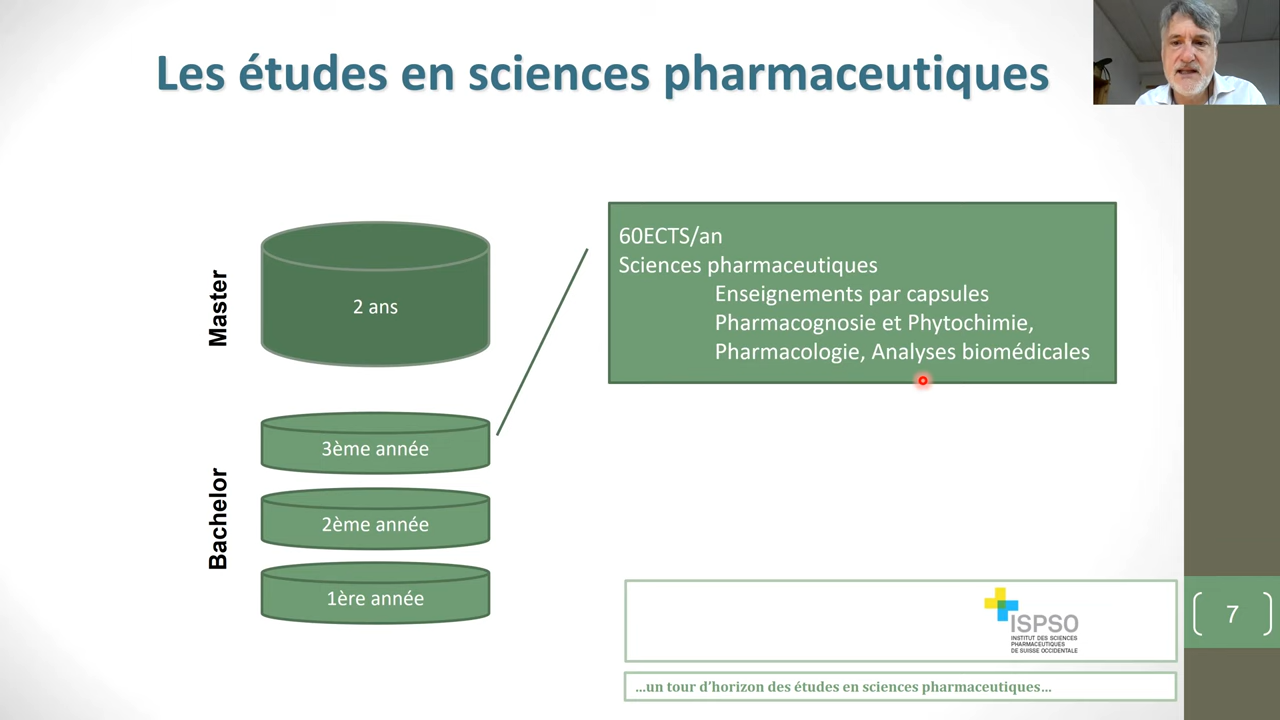 Les études en sciences pharmaceutiques
60ECTS/an
Sciences pharmaceutiques
Enseignements par capsules
Pharmacognosie et Phytochimie,
Pharmacologie, Analyses biomédicales
Master
2 ans
Bachelor
3ème année
2ème année
1ère année
ISPSO
INSTITUT DES SCIENCES
PHARMACEUTIQUES
DE SUISSE OCCIDENTALE
7
...un tour d'horizon des études en sciences pharmaceutiques...